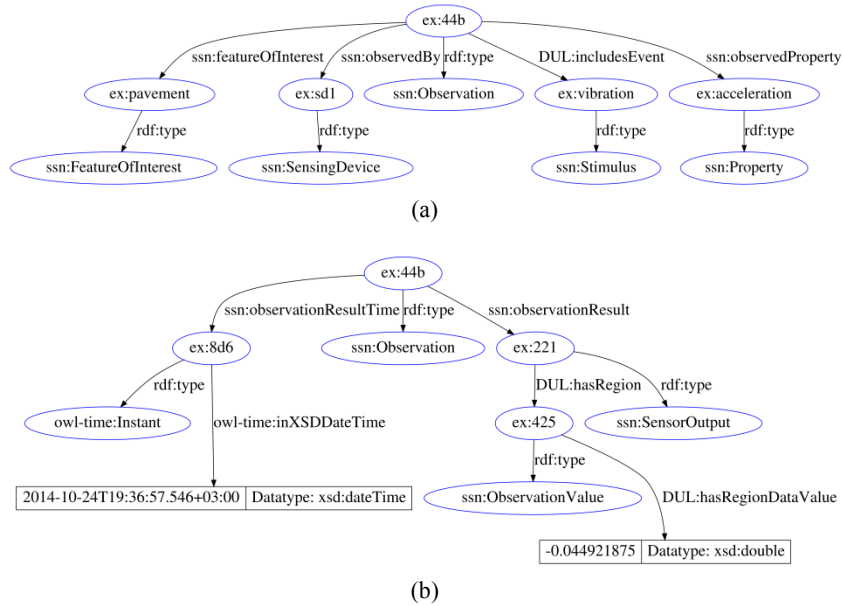 ex:44b
ssn:featureOfInterest ssn:observedBy rdf:type DUL:includesEvent ssn:observedProperty
ex:pavement ex:sd1 ssn:Observation ex:vibration ex:acceleration
rdf:type rdf:type rdf:type rdf:type
ssn:FeatureOfInterest ssn:SensingDevice ssn:Stimulus ssn:Property
(a)
ex:44b
ssn:observationResultTime rdf:type ssn:observationResult
ex:8d6 ssn:Observation ex:221
rdf:type DUL:hasRegion rdf:type
owl-time:Instant owl-time:inXSDDateTime ex:425 ssn:SensorOutput
rdf:type
2014-10-24T19:36:57.546+03:00 Datatype: xsd:dateTime ssn:ObservationValue DUL:hasRegionDataValue
-0.044921875 Datatype: xsd:double
(b)